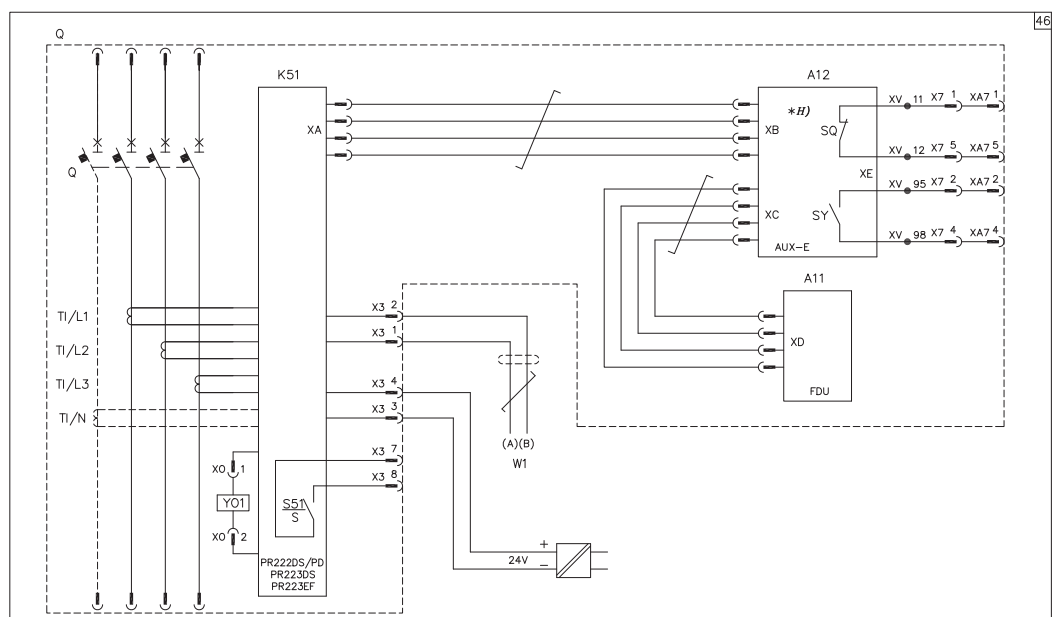 46
Q
K51
A12
XA
*H)
XB
SQ
XE
XC
SY
AUX-E
XV 11 X7 1 XA7 1
XV 12 X7 5 XA7 5
XV 95 X7 2 XA7 2
XV 98 X7 4 XA7 4
Q
A11
XD
FDU
TI/L1
TI/L2
TI/L3
TI/N
X3 2
X3 1
X3 4
X3 3
X3 7
X3 8
(A)(B)
W1
XO 1
YO1
XO 2
S51
S
PR222DS/PD
PR223DS
PR223EF
+
24V
−